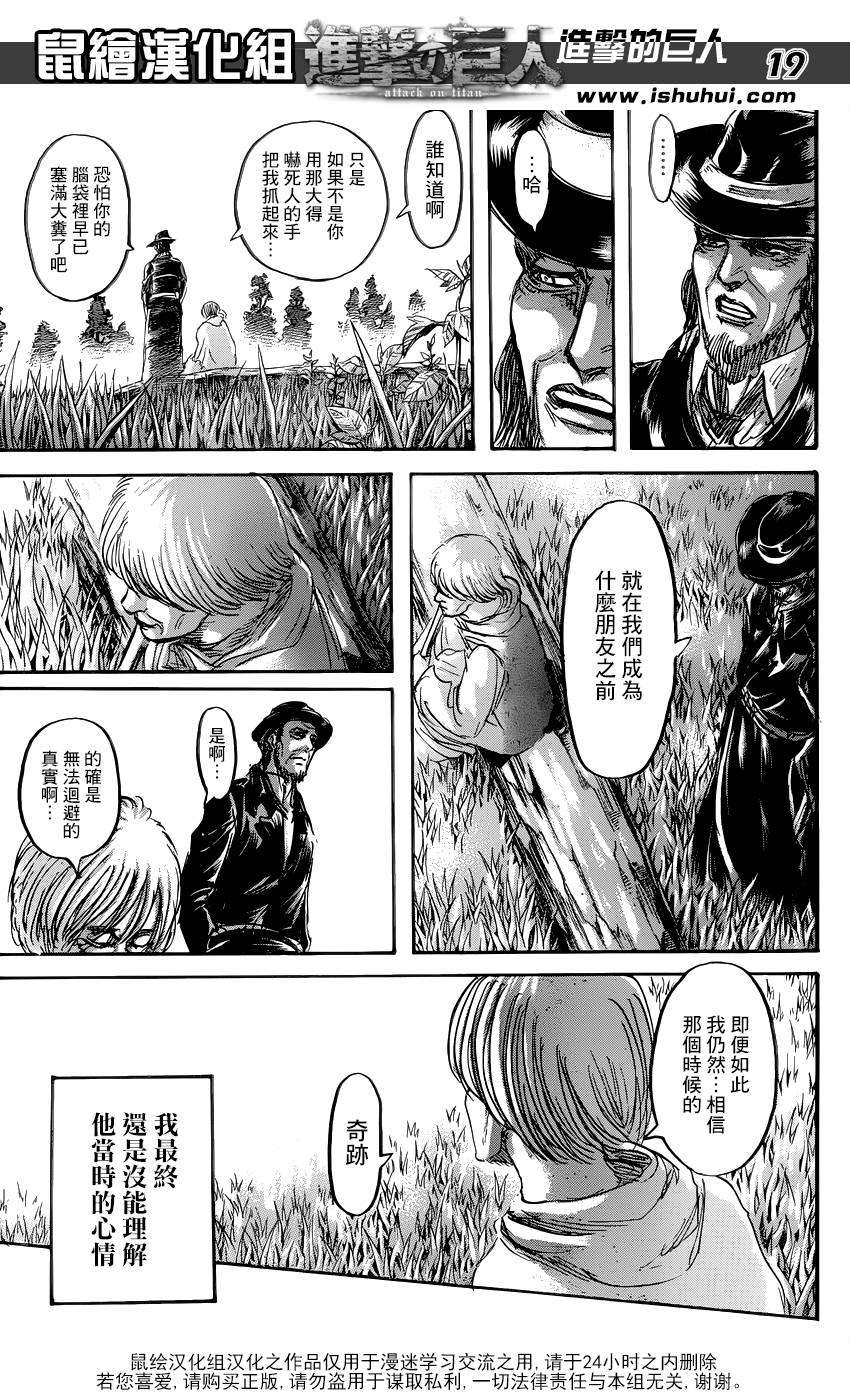 鼠繪漢化組
進撃の巨人
attack on titan
進擊的巨人
19
www.ishuhui.com
……
…哈
誰知道啊
只是
如果不是你
用那大得
嚇死人的手
把我抓起來…
恐怕你的
腦袋裡早已
塞滿大糞了吧
就在我們成為
什麼朋友之前
是啊…
的確是
無法迴避的
真實啊…
即便如此
我仍然…相信
那個時候的
奇跡
我最終
還是沒能理解
他當時的心情
鼠绘汉化组汉化之作品仅用于漫迷学习交流之用, 请于24小时之内删除
若您喜爱, 请购买正版, 请勿盗用于谋取私利, 一切法律责任与本组无关, 谢谢。